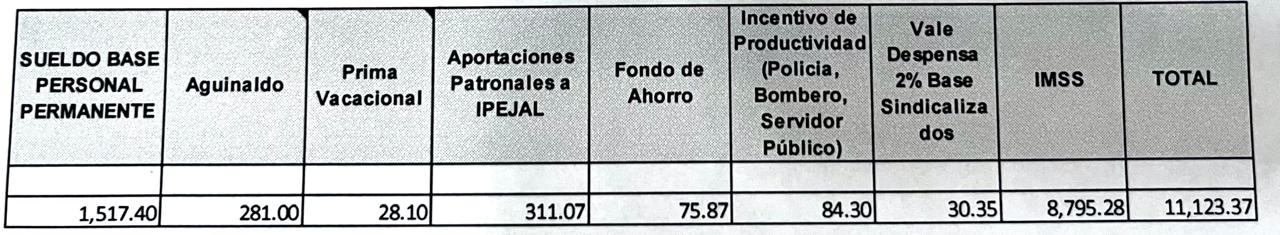 SUELDO BASE
PERSONAL
PERMANENTE
Aguinaldo
Prima
Vacacional
Aportaciones
Patronales a
IPEJAL
Fondo de
Ahorro
Incentivo de
Productividad
(Policia,
Bombero,
Servidor
Público)
Vale
Despensa
2% Base
Sindicaliza
dos
IMSS
TOTAL
1,517.40 281.00 28.10 311.07 75.87 84.30 30.35 8,795.28 11,123.37